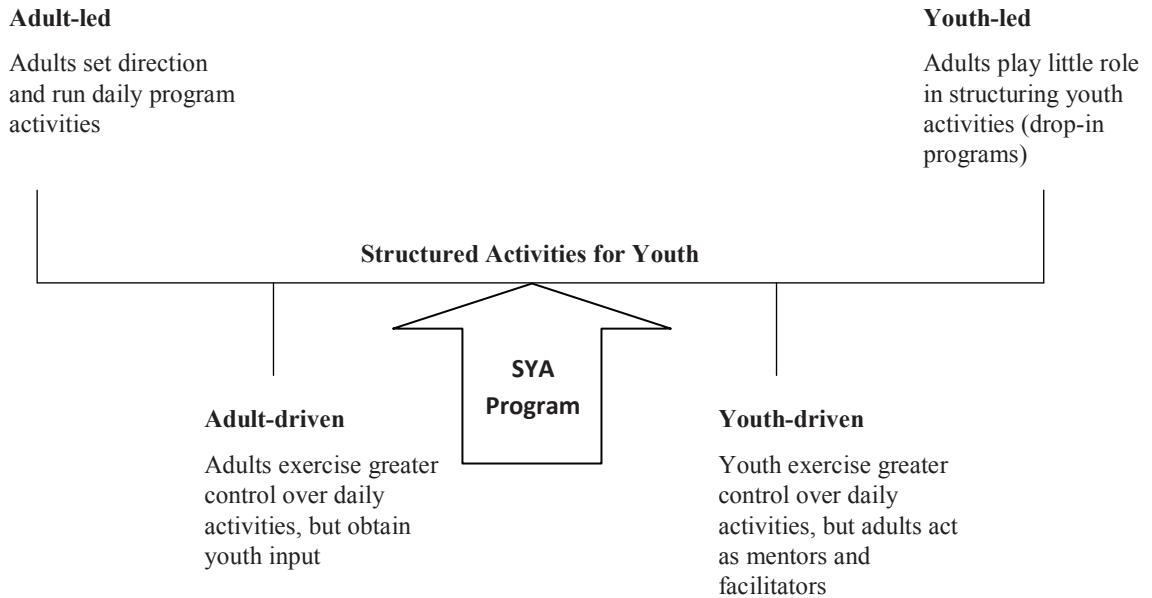 Adult-led
Adults set direction
and run daily program
activities
Youth-led
Adults play little role
in structuring youth
activities (drop-in
programs)
Structured Activities for Youth
SYA
Program
Adult-driven
Adults exercise greater
control over daily
activities, but obtain
youth input
Youth-driven
Youth exercise greater
control over daily
activities, but adults act
as mentors and
facilitators